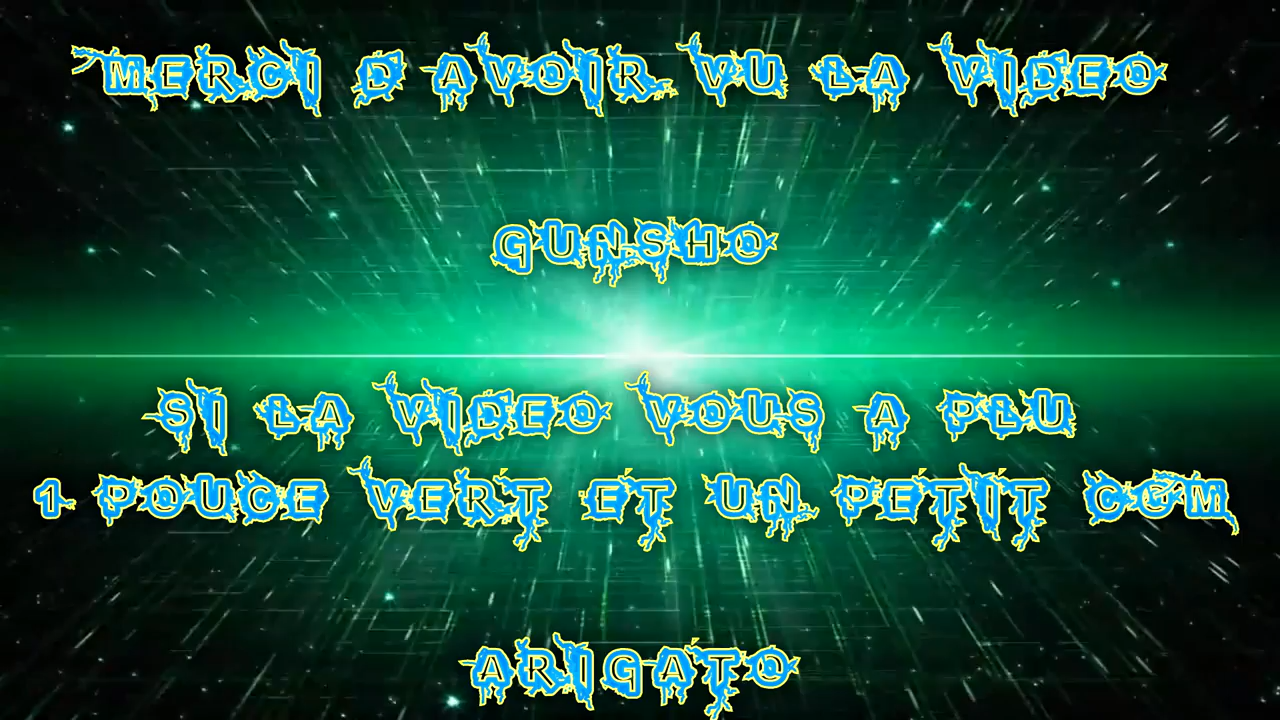 MERCI D AVOIR VU LA VIDEO
GUNSHO
SI LA VIDEO VOUS A PLU
1 POUCE VERT ET UN PETIT COM
ARIGATO